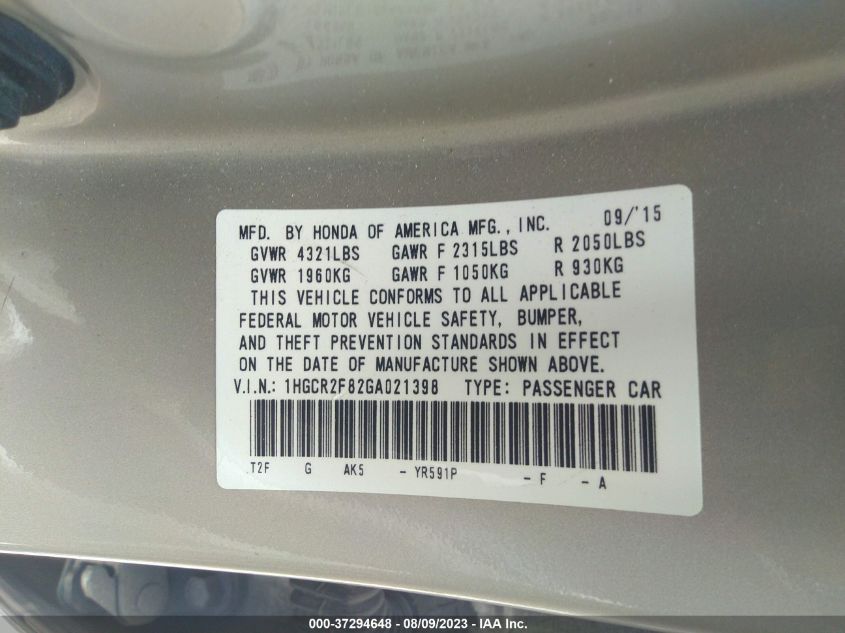 MFD. BY HONDA OF AMERICA MFG., INC. 09/'15
GVWR 4321LBS GAWR F 2315LBS R 2050LBS
GVWR 1960KG GAWR F 1050KG R 930KG
THIS VEHICLE CONFORMS TO ALL APPLICABLE
FEDERAL MOTOR VEHICLE SAFETY, BUMPER,
AND THEFT PREVENTION STANDARDS IN EFFECT
ON THE DATE OF MANUFACTURE SHOWN ABOVE.
V.I.N.: 1HGCR2F82GA021398 TYPE: PASSENGER CAR
T2F G AK5 - YR591P - F - A
000-37294648 - 08/09/2023 - IAA Inc.